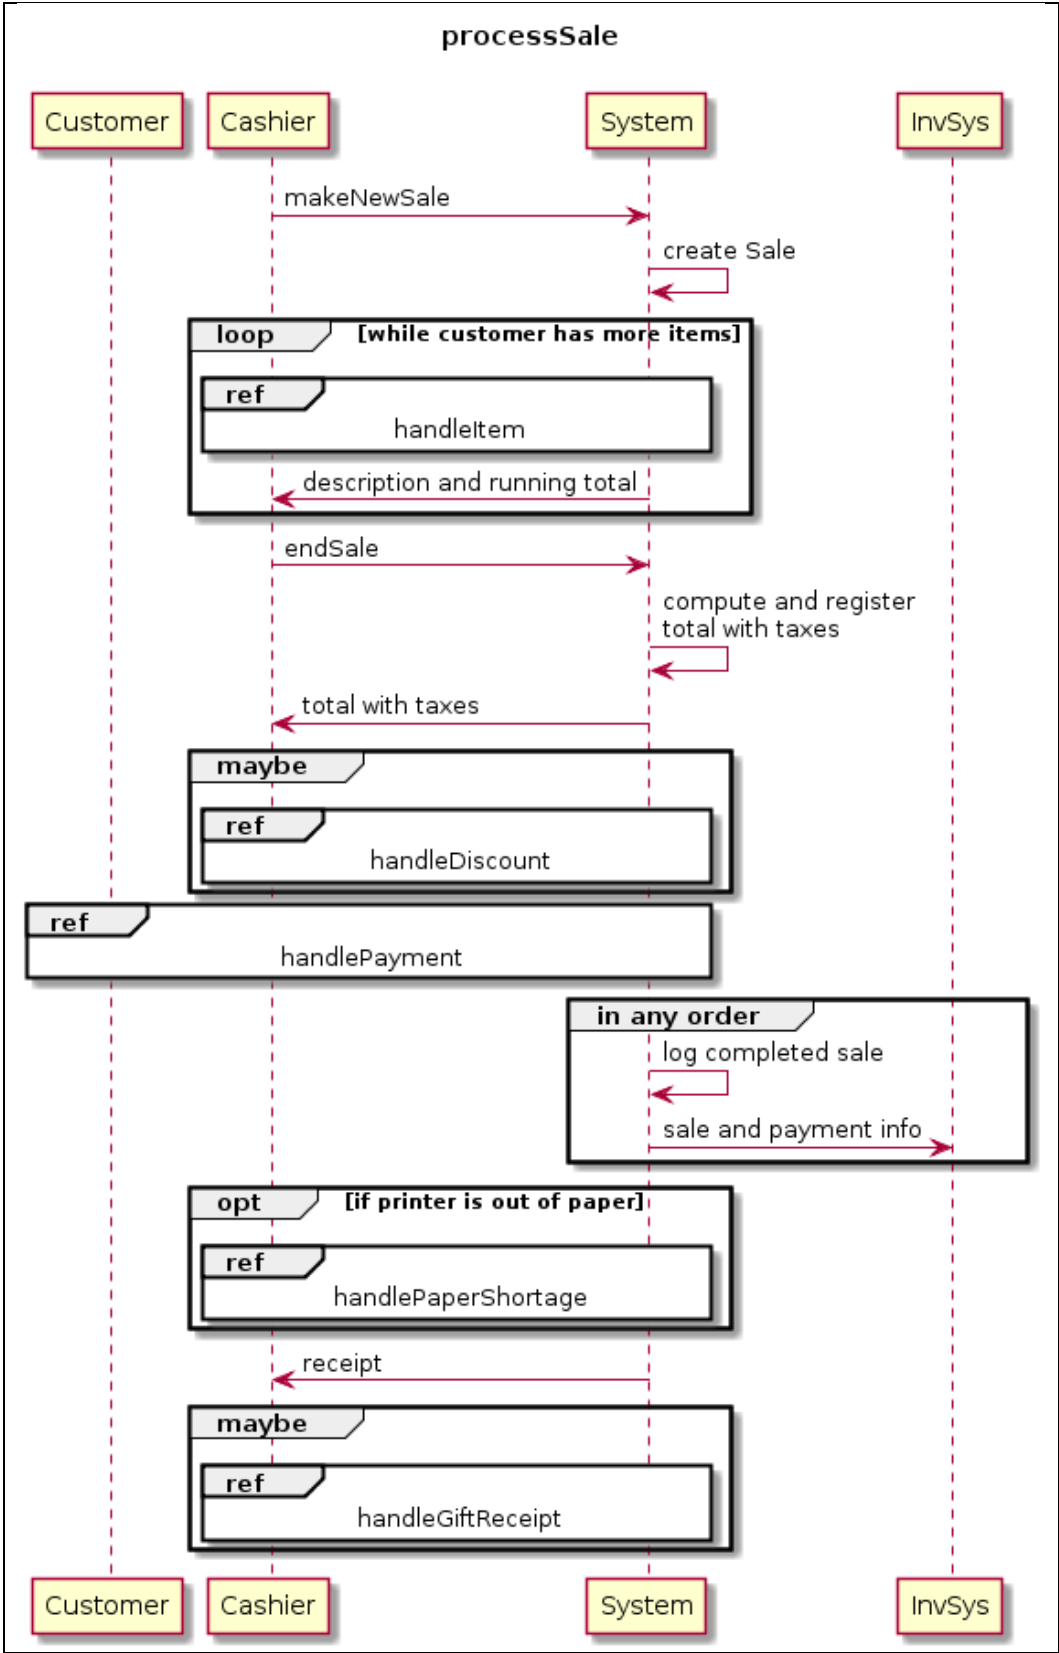 processSale
Customer
Cashier
System
InvSys
makeNewSale
create Sale
loop
[while customer has more items]
ref
handleItem
description and running total
endSale
compute and register
total with taxes
total with taxes
maybe
ref
handleDiscount
ref
handlePayment
in any order
log completed sale
sale and payment info
opt
[if printer is out of paper]
ref
handlePaperShortage
receipt
maybe
ref
handleGiftReceipt
Customer
Cashier
System
InvSys